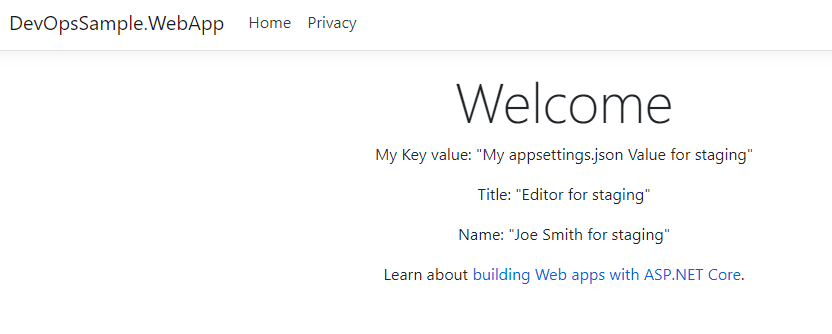 DevOpsSample.WebApp Home Privacy
Welcome
My Key value: "My appsettings.json Value for staging"
Title: "Editor for staging"
Name: "Joe Smith for staging"
Learn about building Web apps with ASP.NET Core.